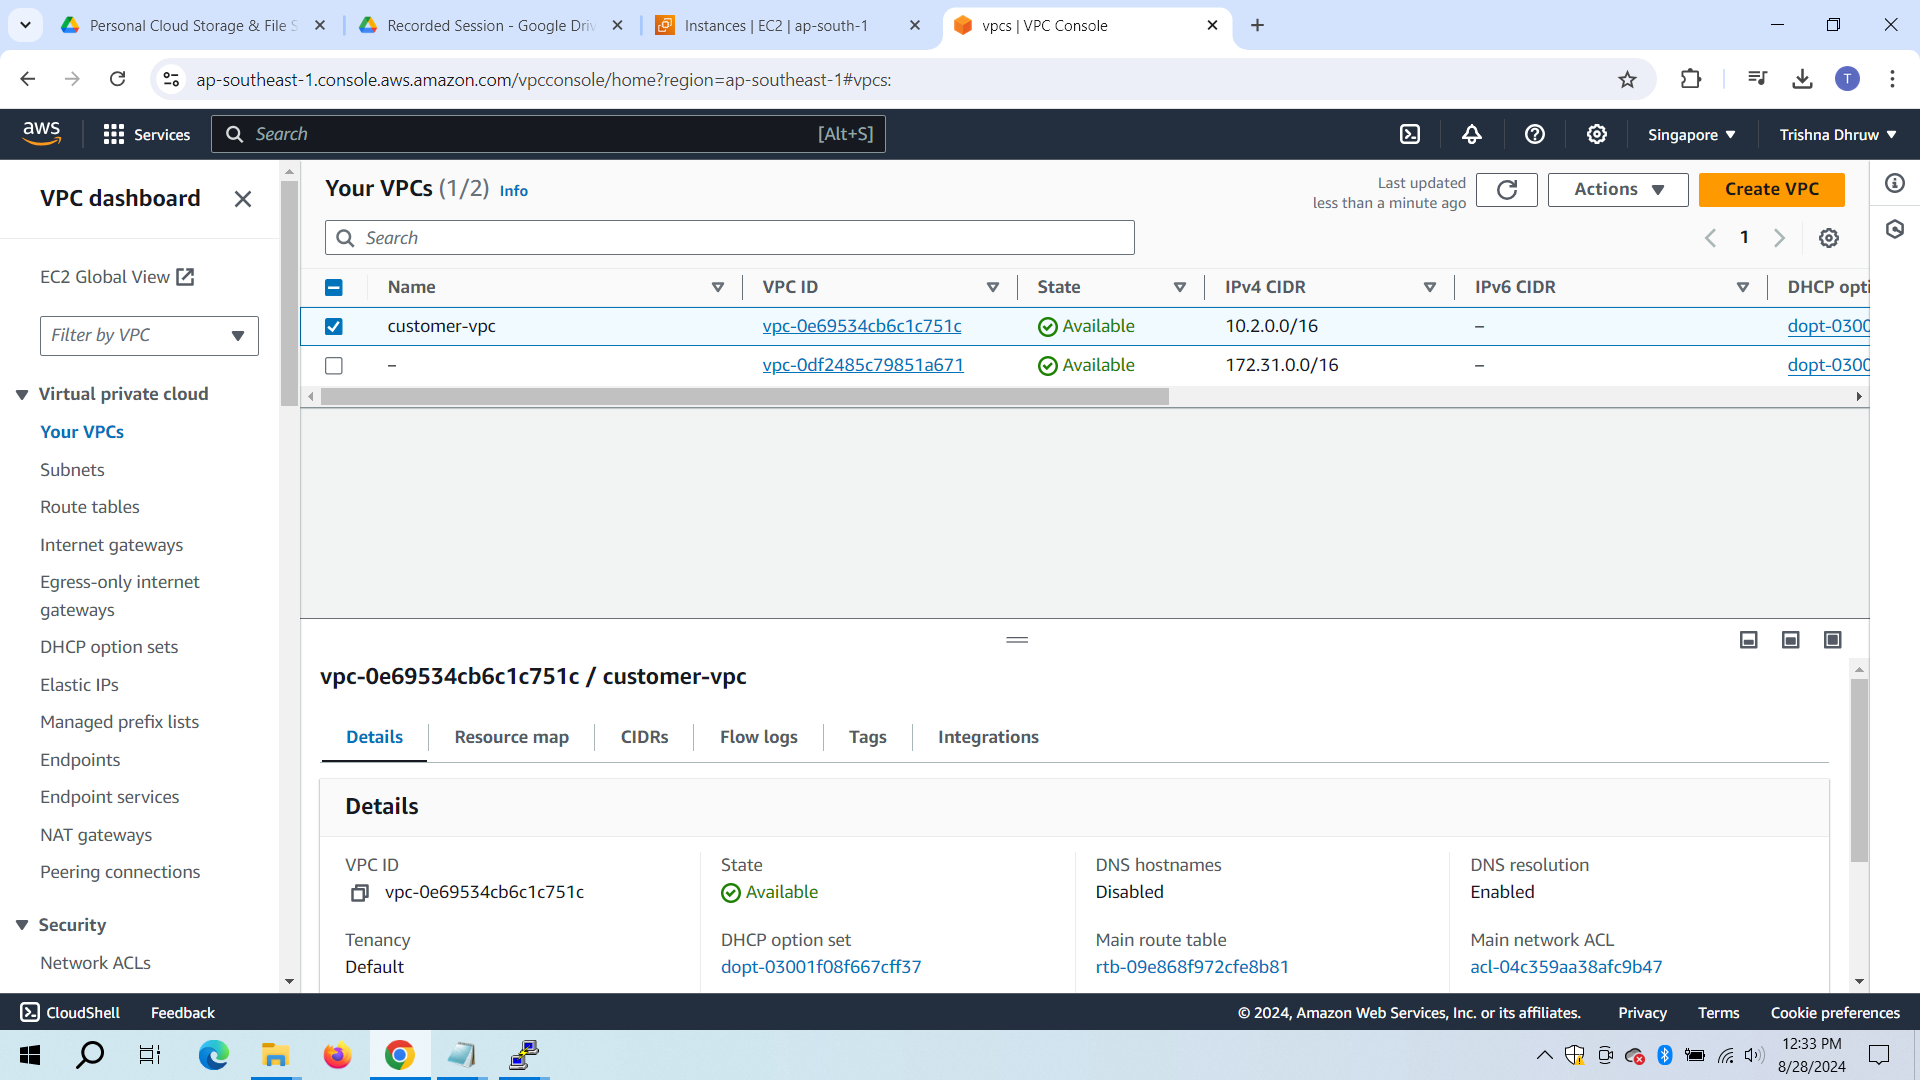 Personal Cloud Storage & File S
Recorded Session - Google Driv
Instances | EC2 | ap-south-1
vpcs | VPC Console
ap-southeast-1.console.aws.amazon.com/vpcconsole/home?region=ap-southeast-1#vpcs:
T
aws
Services
Search
[Alt+S]
Singapore
Trishna Dhruw
VPC dashboard
EC2 Global View
Filter by VPC
Virtual private cloud
Your VPCs
Subnets
Route tables
Internet gateways
Egress-only internet
gateways
DHCP option sets
Elastic IPs
Managed prefix lists
Endpoints
Endpoint services
NAT gateways
Peering connections
Security
Network ACLs
Your VPCs (1/2) Info
Last updated
less than a minute ago
Actions
Create VPC
Search
1
Name VPC ID State IPv4 CIDR IPv6 CIDR DHCP opti
customer-vpc vpc-0e69534cb6c1c751c Available 10.2.0.0/16 – dopt-0300
– vpc-0df2485c79851a671 Available 172.31.0.0/16 – dopt-0300
vpc-0e69534cb6c1c751c / customer-vpc
Details Resource map CIDRs Flow logs Tags Integrations
Details
VPC ID
vpc-0e69534cb6c1c751c
State
Available
DNS hostnames
Disabled
DNS resolution
Enabled
Tenancy
Default
DHCP option set
dopt-03001f08f667cff37
Main route table
rtb-09e868f972cfe8b81
Main network ACL
acl-04c359aa38afc9b47
CloudShell Feedback © 2024, Amazon Web Services, Inc. or its affiliates. Privacy Terms Cookie preferences
12:33 PM
8/28/2024